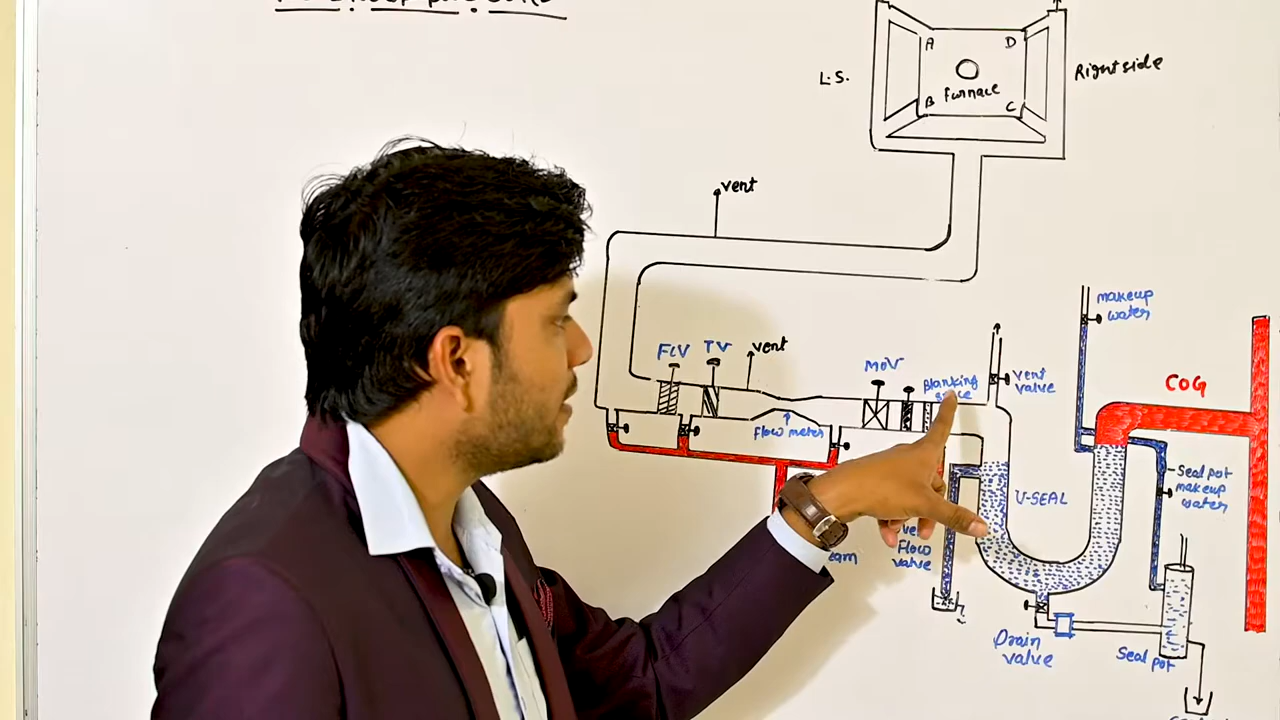 A
D
L.S.
Furnace
Right side
B
C
vent
makeup
water
FCV
TV
vent
MOV
Blanking
vent
valve
COG
Flow meter
U-SEAL
Seal pot
makeup
water
Flow
valve
Drain
valve
Seal pot